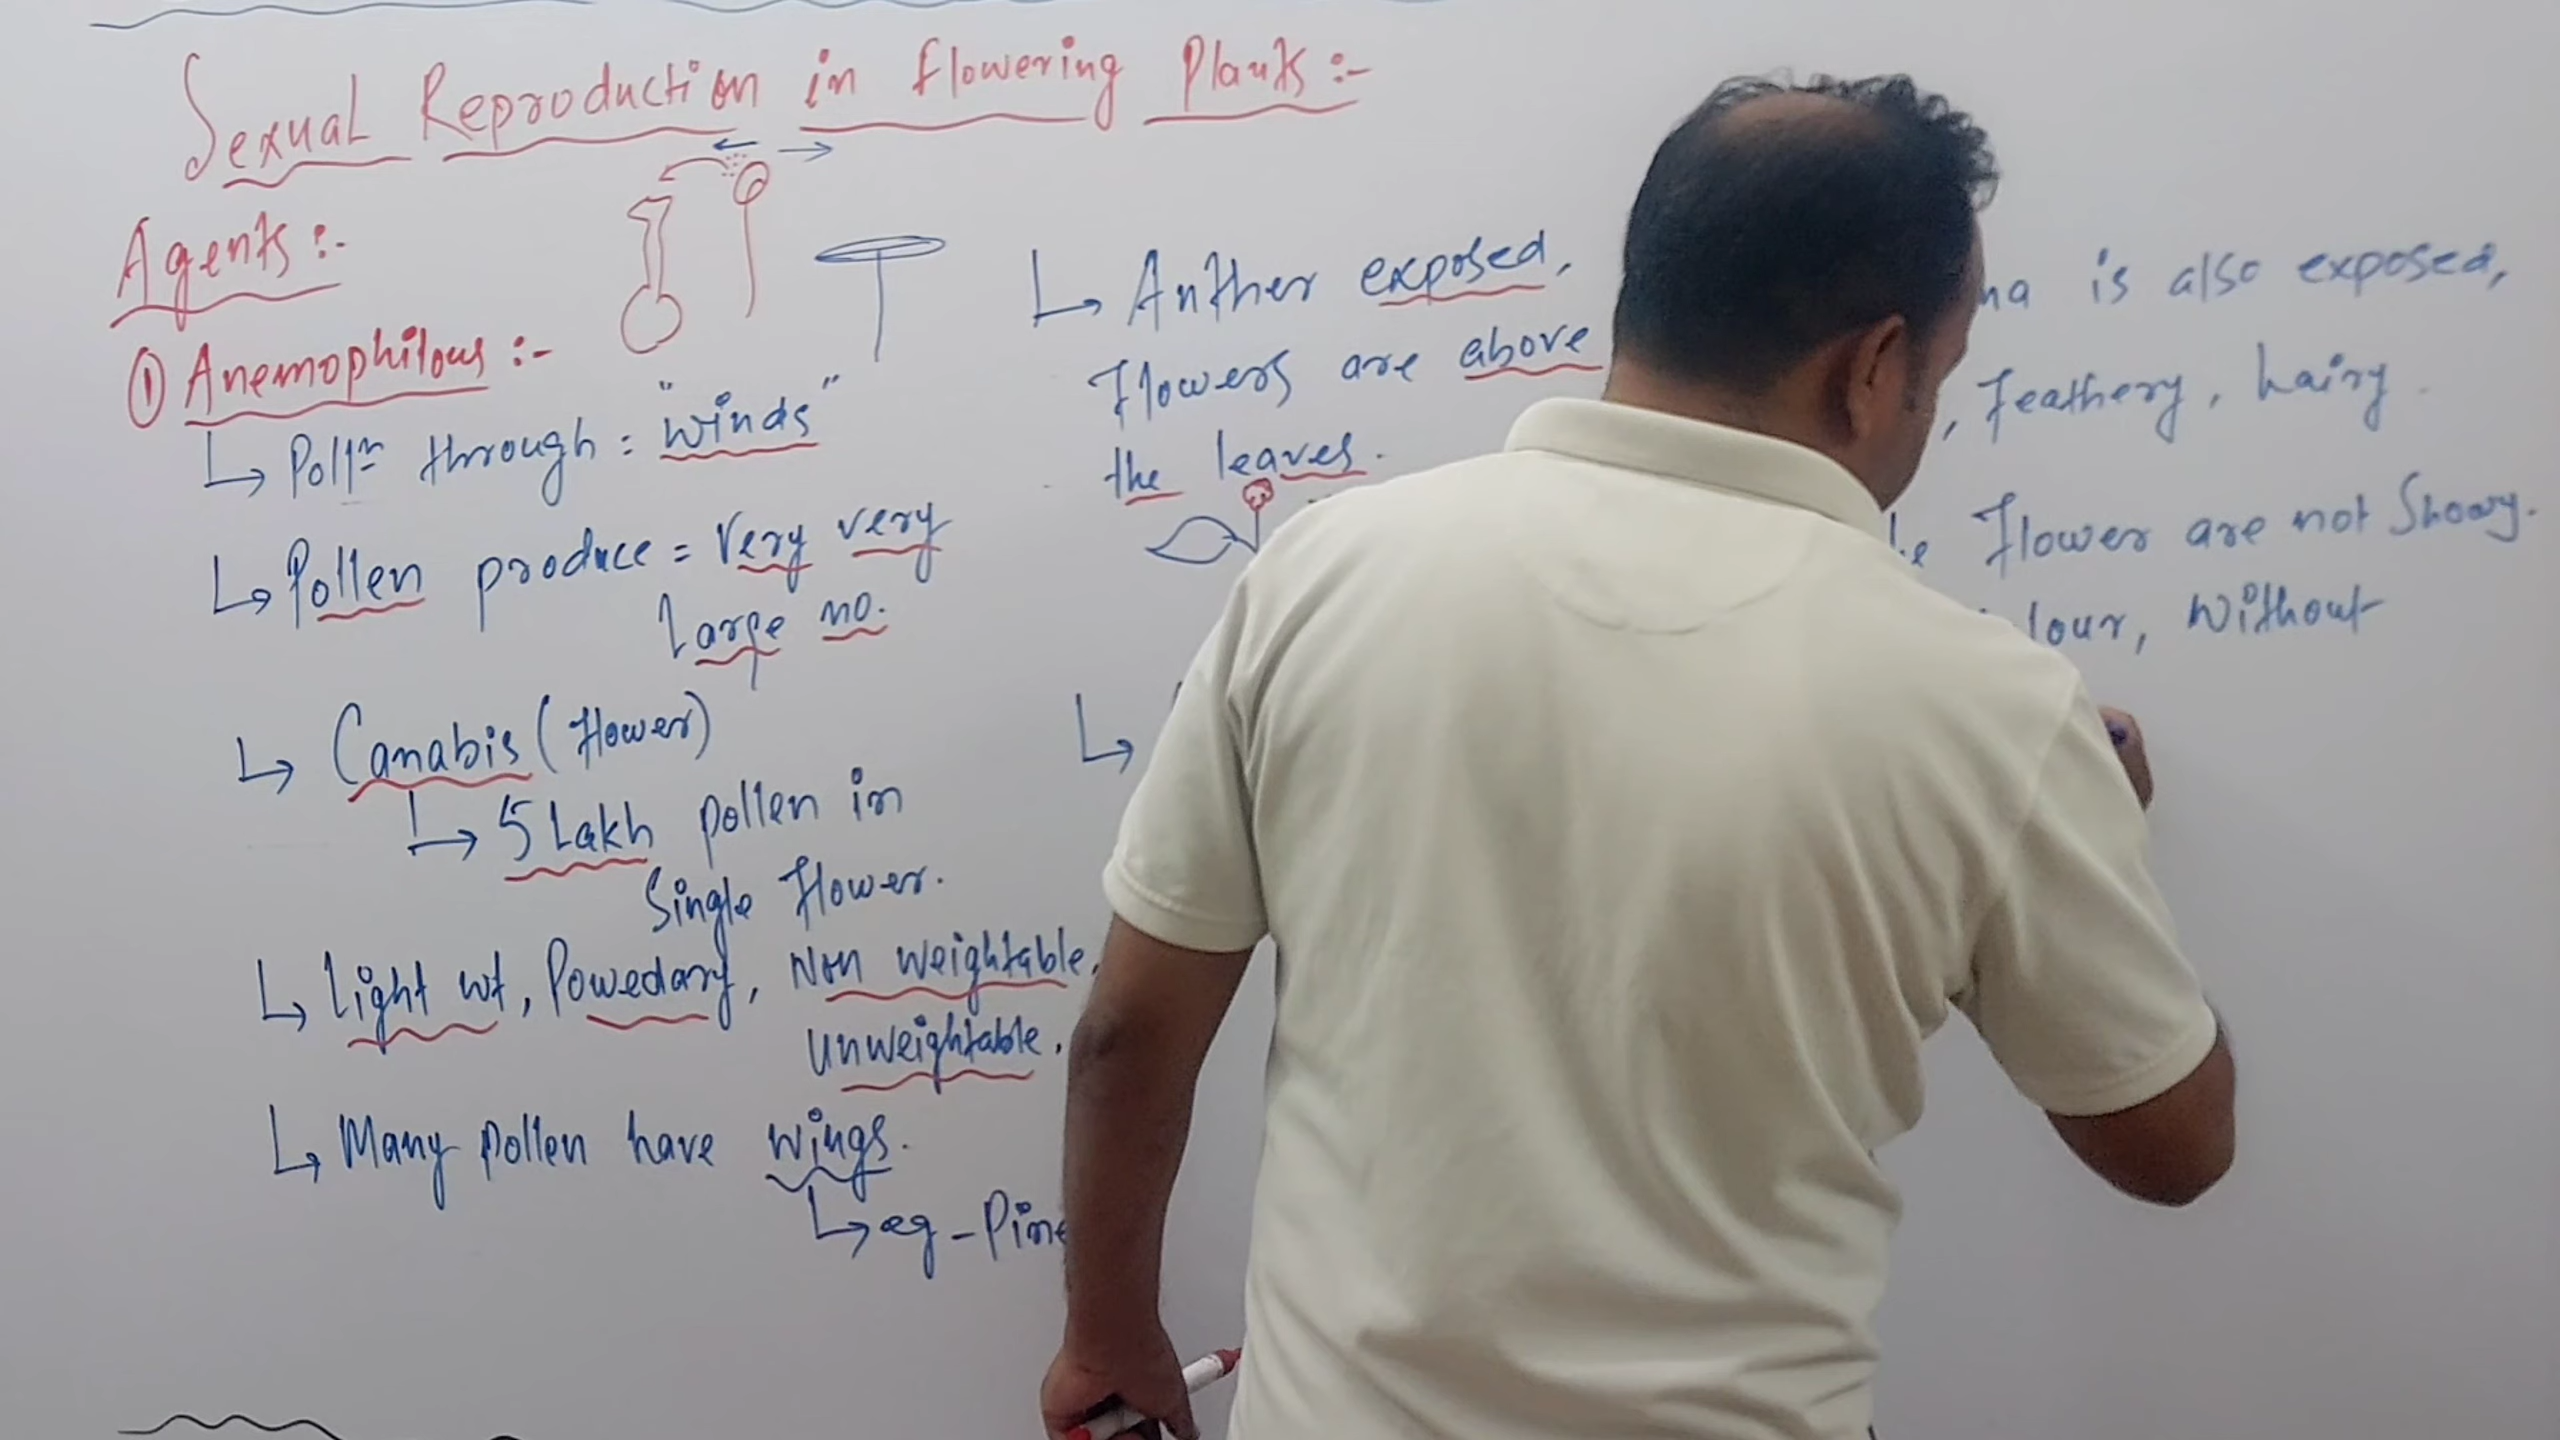 Sexual Reproduction in flowering Plants :-
Agents :-
① Anemophilous :-
↳ Pollⁿ through : "winds"
↳ Pollen produce = Very very
Large no.
↳ Canabis (flower)
↳ 5 Lakh pollen in
Single flower.
↳ Light wt, Powedary, Non weightable,
Unweightable,
↳ Many pollen have wings.
↳ eg - Pine
↳ Anther exposed,
Flowers are above
the leaves.
↳
is also exposed,
, Feathery, hairy.
Flower are not Showy.
without